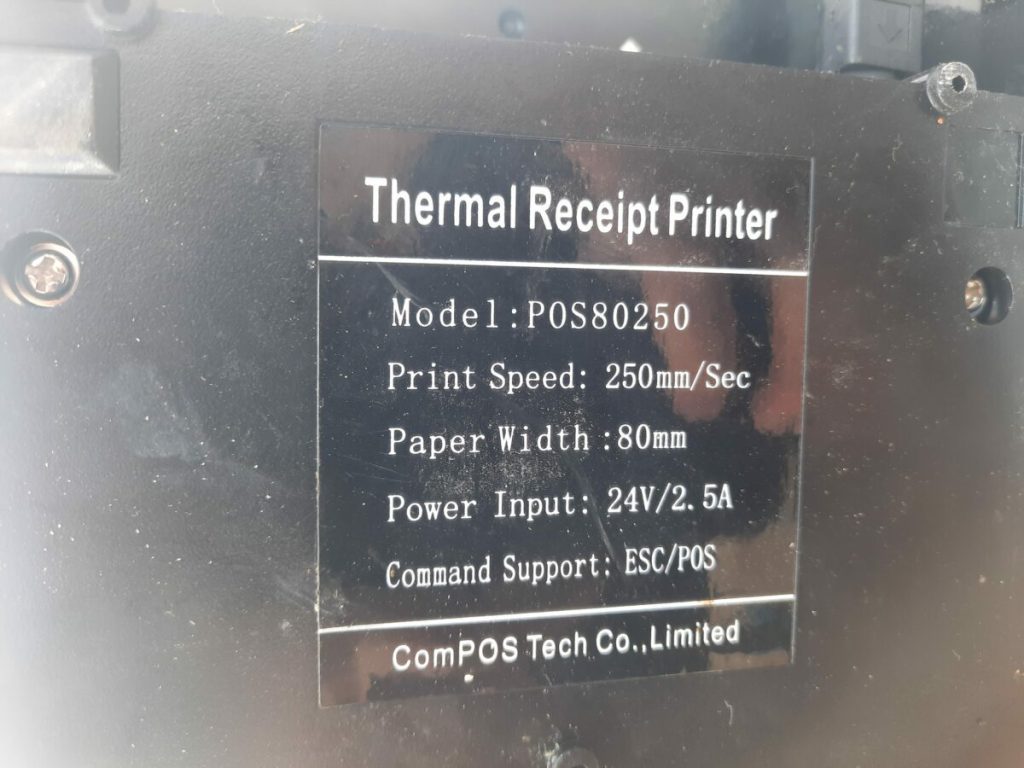 Thermal Receipt Printer
Model:POS80250
Print Speed: 250mm/Sec
Paper Width :80mm
Power Input: 24V/2.5A
Command Support: ESC/POS
ComPOS Tech Co.,Limited